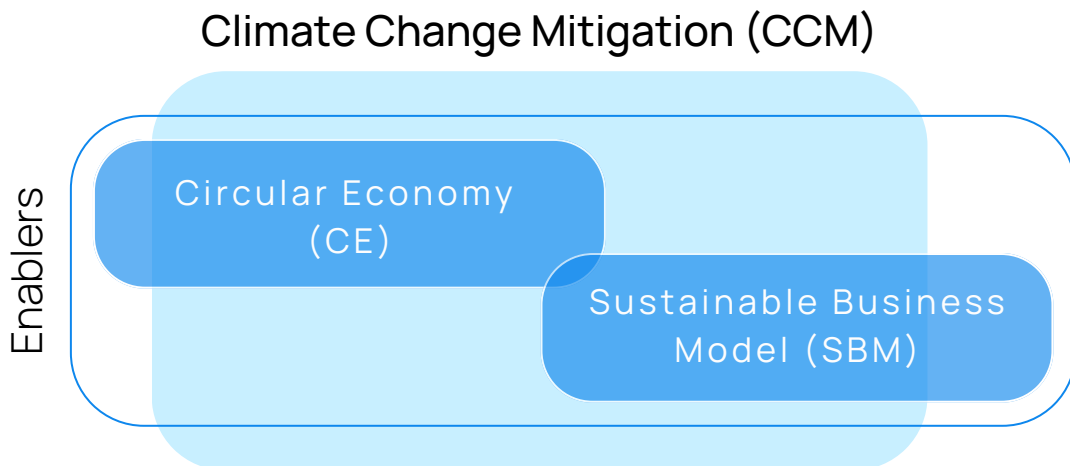 Climate Change Mitigation (CCM)
Enablers
Circular Economy
(CE)
Sustainable Business
Model (SBM)